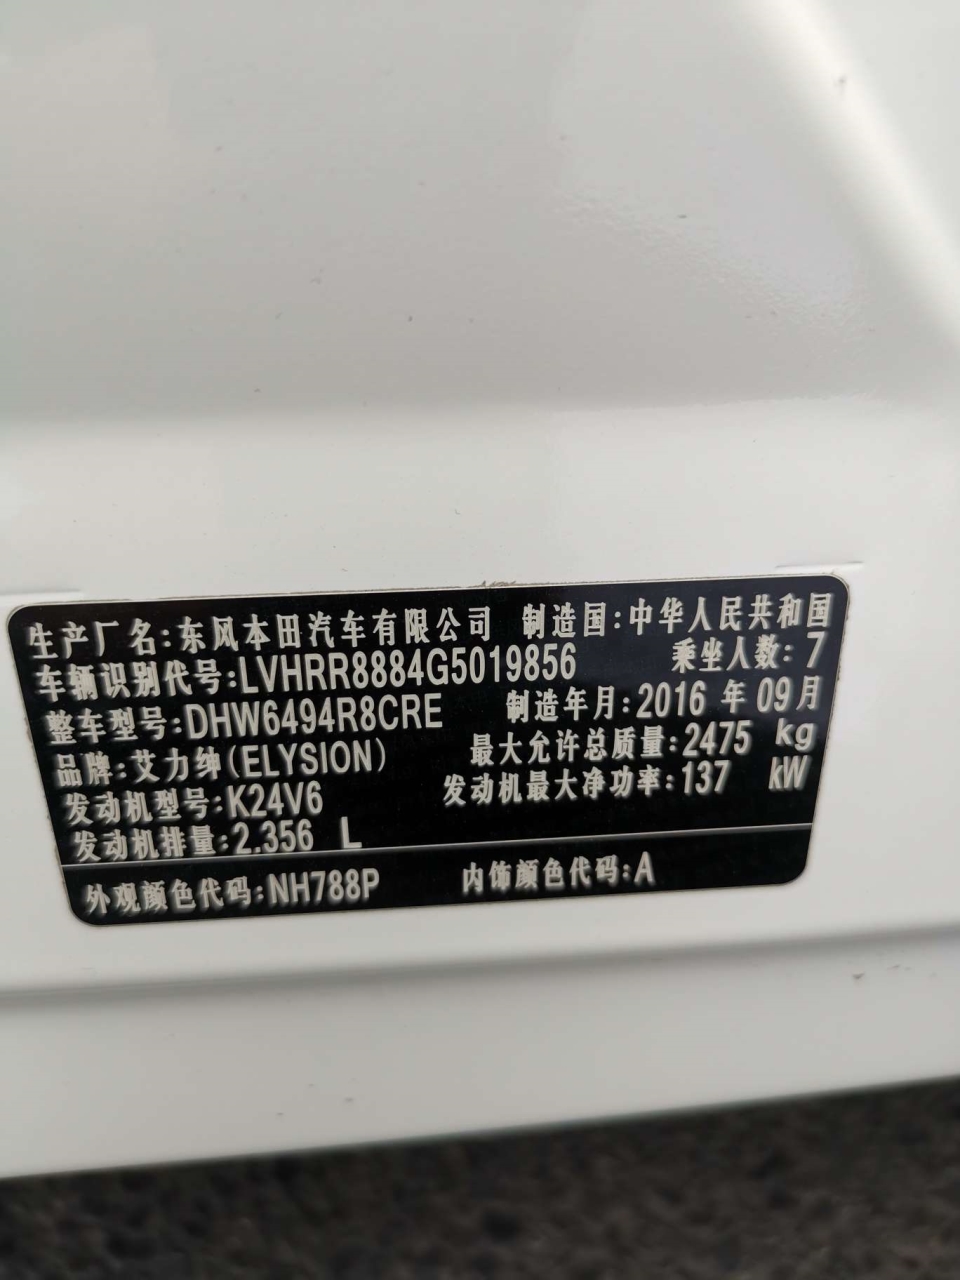 生产厂名:东风本田汽车有限公司 制造国:中华人民共和国
车辆识别代号:LVHRR8884G5019856 乘坐人数:7
整车型号:DHW6494R8CRE 制造年月:2016 年 09月
品牌:艾力绅(ELYSION) 最大允许总质量:2475 kg
发动机型号:K24V6 发动机最大净功率:137 kW
发动机排量:2.356 L
外观颜色代码:NH788P 内饰颜色代码:A